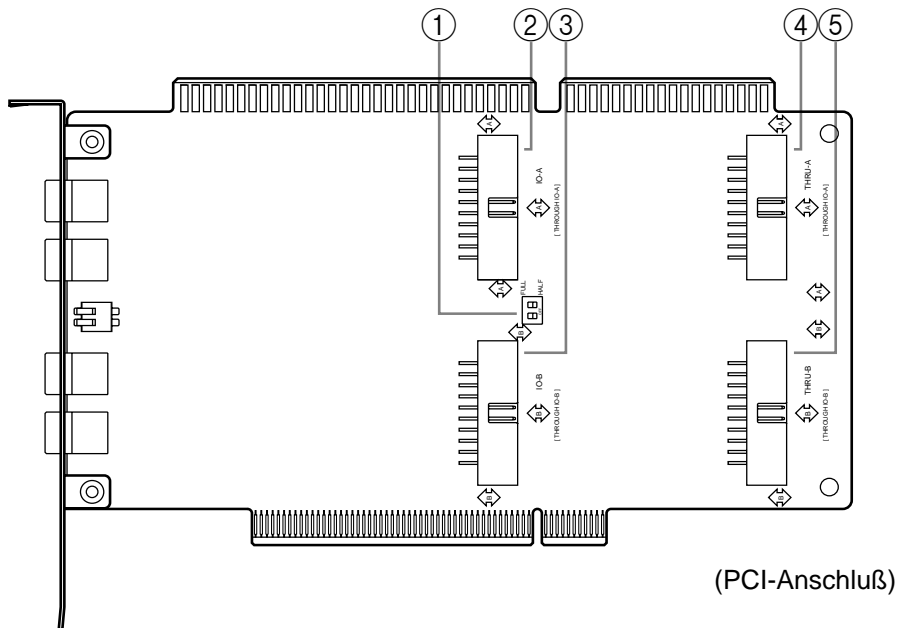 ① ② ③ ④ ⑤
A A
IO-A THRU-A
A [ THROUGH IO-A ] A [ THROUGH IO-A ]
A FULL HALF A
B B
IO-B THRU-B
B [ THROUGH IO-B ] B [ THROUGH IO-B ]
B B
(PCI-Anschluß)